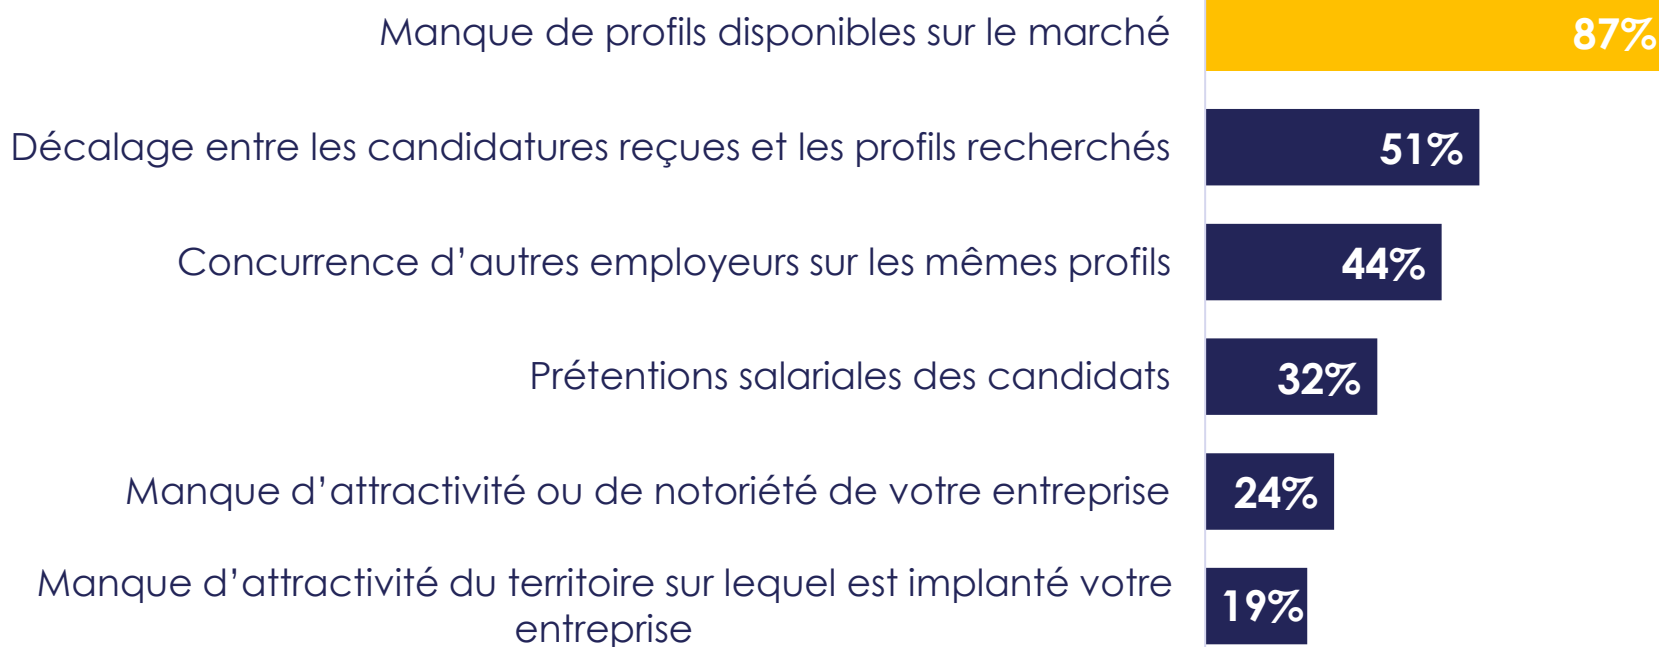 Manque de profils disponibles sur le marché 87%
Décalage entre les candidatures reçues et les profils recherchés 51%
Concurrence d’autres employeurs sur les mêmes profils 44%
Prétentions salariales des candidats 32%
Manque d’attractivité ou de notoriété de votre entreprise 24%
Manque d’attractivité du territoire sur lequel est implanté votre
entreprise 19%